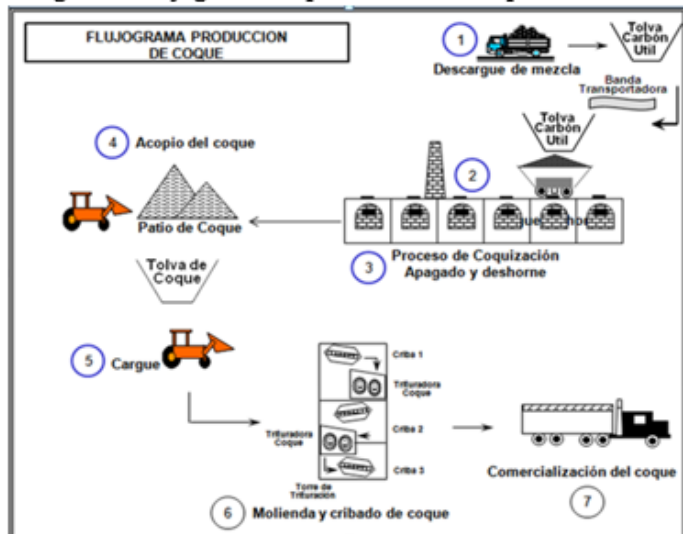 FLUJOGRAMA PRODUCCION
DE COQUE
1
Descargue de mezcla
Tolva
Carbón
Util
Banda
Transportadora
Tolva
Carbón
Util
2
3
Proceso de Coquización
Apagado y deshorne
4
Acopio del coque
Patio de Coque
Tolva de
Coque
5
Cargue
Criba 1
Trituradora
Coque
Criba 2
Trituradora
Coque
Criba 3
Torre de
Trituración
6
Molienda y cribado de coque
Comercialización del coque
7